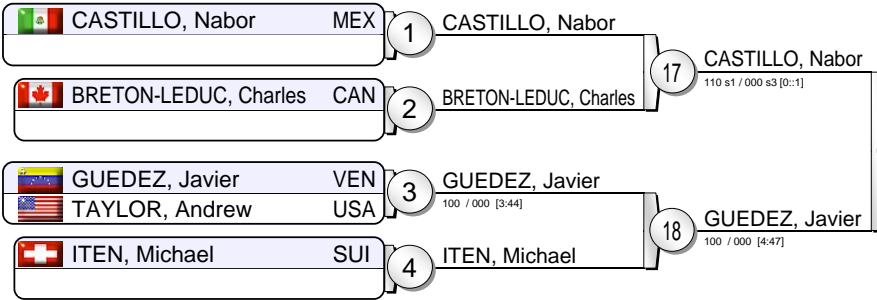 CASTILLO, Nabor MEX
1
CASTILLO, Nabor
BRETON-LEDUC, Charles CAN
2
BRETON-LEDUC, Charles
17
CASTILLO, Nabor
110 s1 / 000 s3 [0::1]
GUEDEZ, Javier VEN
TAYLOR, Andrew USA
3
GUEDEZ, Javier
100 / 000 [3:44]
ITEN, Michael SUI
4
ITEN, Michael
18
GUEDEZ, Javier
100 / 000 [4:47]